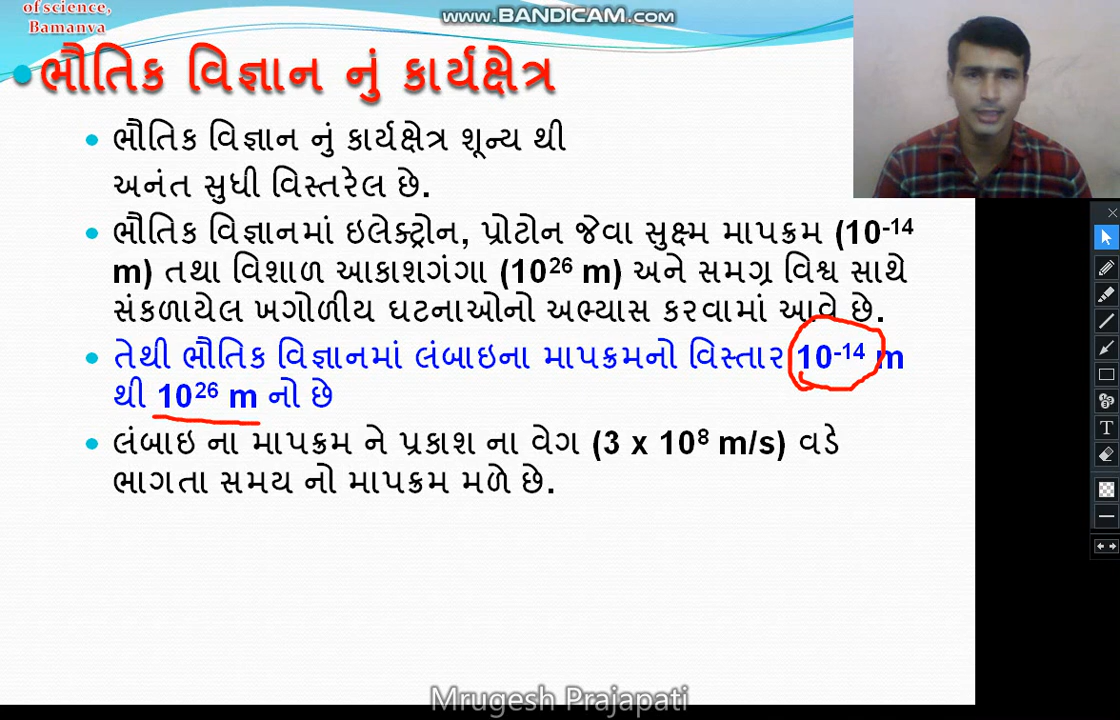 of science,
Bamanva
www.BANDICAM.com
ભૌતિક વિજ્ઞાન નું કાર્યક્ષેત્ર
ભૌતિક વિજ્ઞાન નું કાર્યક્ષેત્ર શૂન્ય થી
અનંત સુધી વિસ્તરેલ છે.
ભૌતિક વિજ્ઞાનમાં ઇલેક્ટ્રોન, પ્રોટોન જેવા સુક્ષ્મ માપક્રમ (10⁻¹⁴
m) તથા વિશાળ આકાશગંગા (10²⁶ m) અને સમગ્ર વિશ્વ સાથે
સંકળાયેલ ખગોળીય ઘટનાઓનો અભ્યાસ કરવામાં આવે છે.
તેથી ભૌતિક વિજ્ઞાનમાં લંબાઇના માપક્રમનો વિસ્તાર 10⁻¹⁴ m
થી 10²⁶ m નો છે
લંબાઇ ના માપક્રમ ને પ્રકાશ ના વેગ (3 x 10⁸ m/s) વડે
ભાગતા સમય નો માપક્રમ મળે છે.
Mrugesh Prajapati